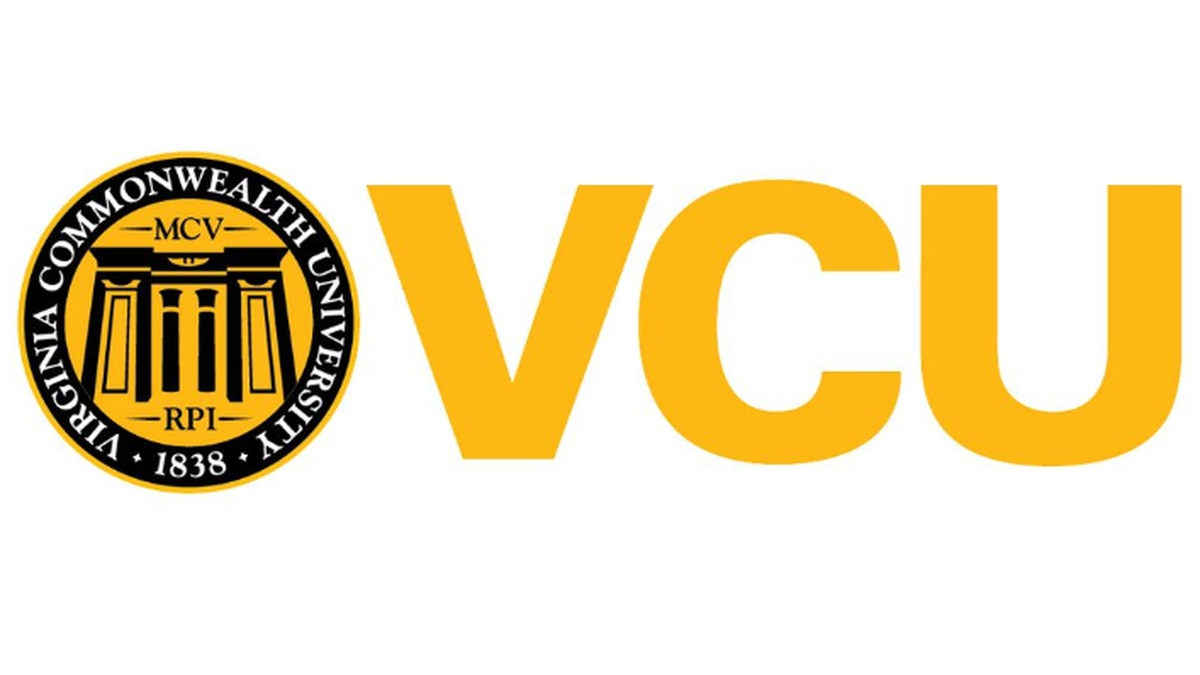 VIRGINIA COMMONWEALTH UNIVERSITY
MCV
RPI
· 1838 ·
VCU